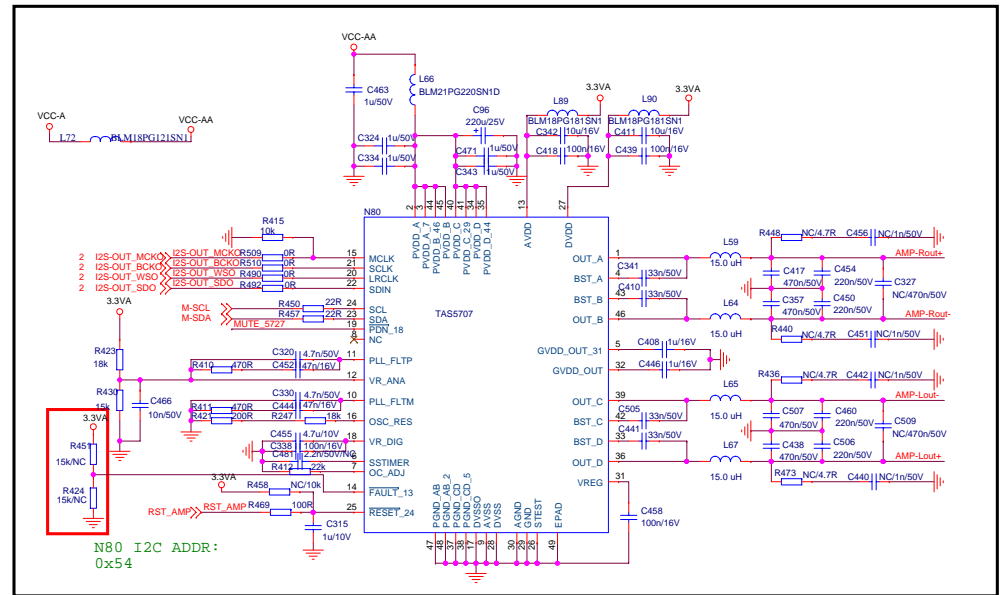 VCC-AA
L66
BLM21PG220SN1D
C463
1u/50V
C96
220u/25V
+
C324
1u/50V
C334
1u/50V
C471
1u/50V
C343
1u/50V
L89
3.3VA
BLM18PG181SN1
C342
10u/16V
C418
100n/16V
L90
3.3VA
BLM18PG181SN1
C411
10u/16V
C439
100n/16V
VCC-A
VCC-AA
L72
BLM18PG121SN1
N80
TAS5707
2
3
44
45
40
41
34
35
13
27
PVDD_A
PVDD_A_7
PVDD_B_46
PVDD_B
PVDD_C
PVDD_C_29
PVDD_D
PVDD_D_44
AVDD
DVDD
R415
10k
2 I2S-OUT_MCKO
I2S-OUT_MCKO
R509
0R
15
MCLK
2 I2S-OUT_BCKO
I2S-OUT_BCKO
R510
0R
21
SCLK
2 I2S-OUT_WSO
I2S-OUT_WSO
R490
0R
20
LRCLK
2 I2S-OUT_SDO
I2S-OUT_SDO
R492
0R
22
SDIN
3.3VA
M-SCL
R450
22R
24
SCL
M-SDA
R457
22R
23
SDA
MUTE_5727
19
PDN_18
8
NC
R423
18k
R410
470R
C320
4.7n/50V
C452
47n/16V
11
PLL_FLTP
12
VR_ANA
R430
15k
C466
10n/50V
R411
470R
C330
4.7n/50V
C444
47n/16V
10
PLL_FLTM
R421
200R
R247
18k
16
OSC_RES
3.3VA
R451
15k/NC
R424
15k/NC
C455
4.7u/10V
C338
100n/16V
18
VR_DIG
C481
2.2n/50V/NC
6
SSTIMER
R412
22k
7
OC_ADJ
3.3VA
R458
NC/10k
14
FAULT_13
RST_AMP
RST_AMP
R469
100R
25
RESET_24
C315
1u/10V
N80 I2C ADDR:
0x54
PGND_AB
PGND_AB_2
PGND_CD
PGND_CD_5
DVSSO
AVSS
DVSS
AGND
GND
STEST
EPAD
47
48
37
38
17
9
28
30
29
26
49
1
OUT_A
4
BST_A
C341
33n/50V
43
BST_B
C410
33n/50V
46
OUT_B
5
GVDD_OUT_31
C408
1u/16V
32
GVDD_OUT
C446
1u/16V
39
OUT_C
42
BST_C
C505
33n/50V
33
BST_D
C441
33n/50V
36
OUT_D
31
VREG
C458
100n/16V
R448
NC/4.7R
C456
NC/1n/50V
L59
15.0 uH
AMP-Rout+
C417
470n/50V
C454
220n/50V
C327
NC/470n/50V
C357
470n/50V
C450
220n/50V
L64
15.0 uH
AMP-Rout-
R440
NC/4.7R
C451
NC/1n/50V
R436
NC/4.7R
C442
NC/1n/50V
L65
15.0 uH
AMP-Lout-
C507
470n/50V
C460
220n/50V
C509
NC/470n/50V
C438
470n/50V
C506
220n/50V
L67
15.0 uH
AMP-Lout+
R473
NC/4.7R
C440
NC/1n/50V